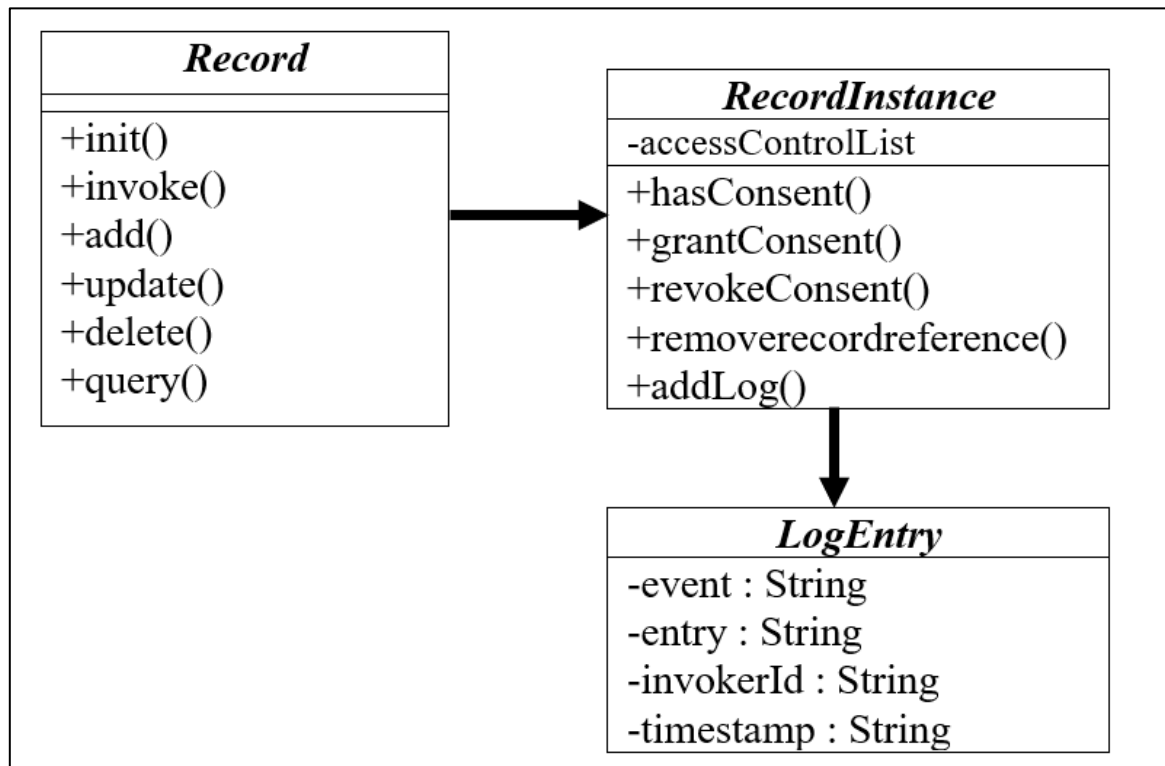 Record
+init()
+invoke()
+add()
+update()
+delete()
+query()
RecordInstance
-accessControlList
+hasConsent()
+grantConsent()
+revokeConsent()
+removerecordreference()
+addLog()
LogEntry
-event : String
-entry : String
-invokerId : String
-timestamp : String